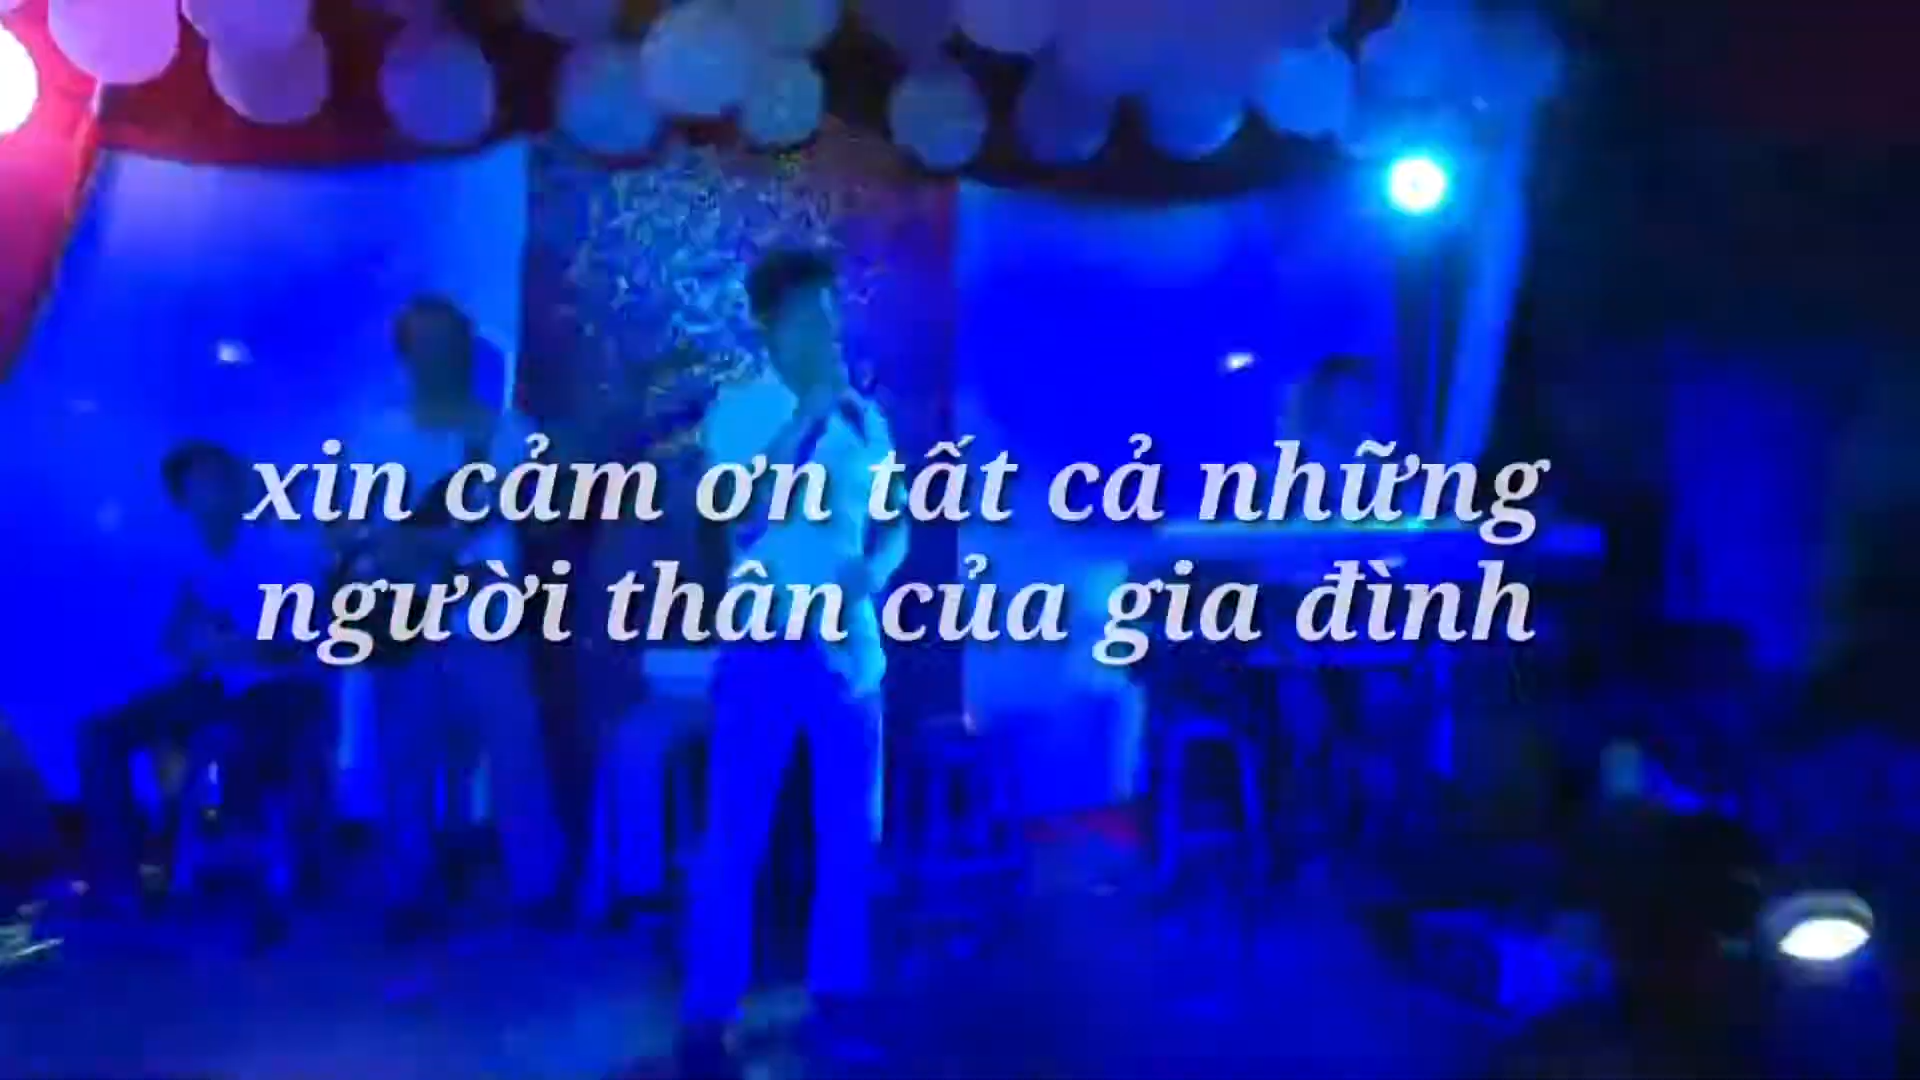 xin cảm ơn tất cả những
người thân của gia đình